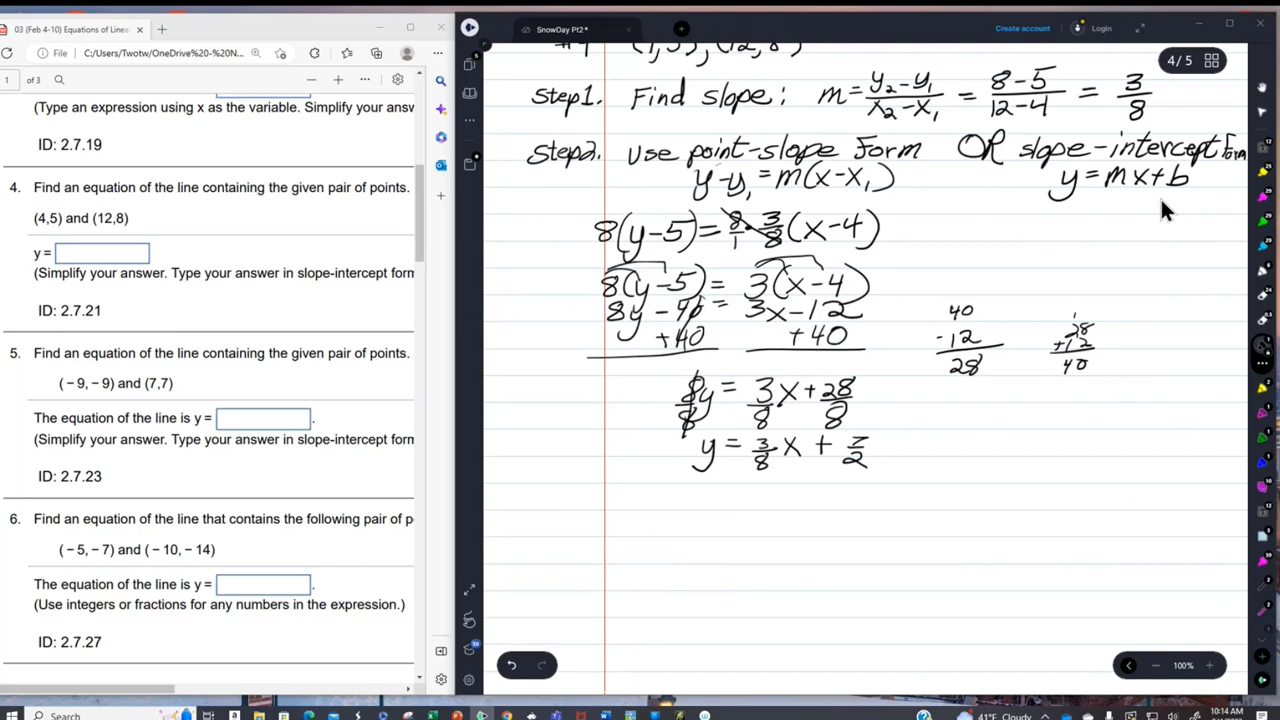 03 (Feb 4-10) Equations of Linea
File C:/Users/Twotw/OneDrive%20-%20N...
1 of 3
(Type an expression using x as the variable. Simplify your answ
ID: 2.7.19
4. Find an equation of the line containing the given pair of points.
(4,5) and (12,8)
y =
(Simplify your answer. Type your answer in slope-intercept form
ID: 2.7.21
5. Find an equation of the line containing the given pair of points.
(−9, −9) and (7,7)
The equation of the line is y = .
(Simplify your answer. Type your answer in slope-intercept form
ID: 2.7.23
6. Find an equation of the line that contains the following pair of p
(−5, −7) and (−10, −14)
The equation of the line is y = .
(Use integers or fractions for any numbers in the expression.)
ID: 2.7.27
SnowDay Pt2*
Create account Login
4/5
Step1. Find slope: m = y₂−y₁/x₂−x₁ = 8−5/12−4 = 3/8
Step2. Use point-slope Form OR slope-intercept Form
y−y₁ = m(x−x₁) y = mx+b
8(y−5) = 8/1 · 3/8 (x−4)
8(y−5) = 3(x−4)
8y − 40 = 3x−12
+40 +40
40
−12
28
1
28
+12
40
8y/8 = 3/8 x + 28/8
y = 3/8 x + 7/2
100%
Search
41°F Cloudy
10:14 AM